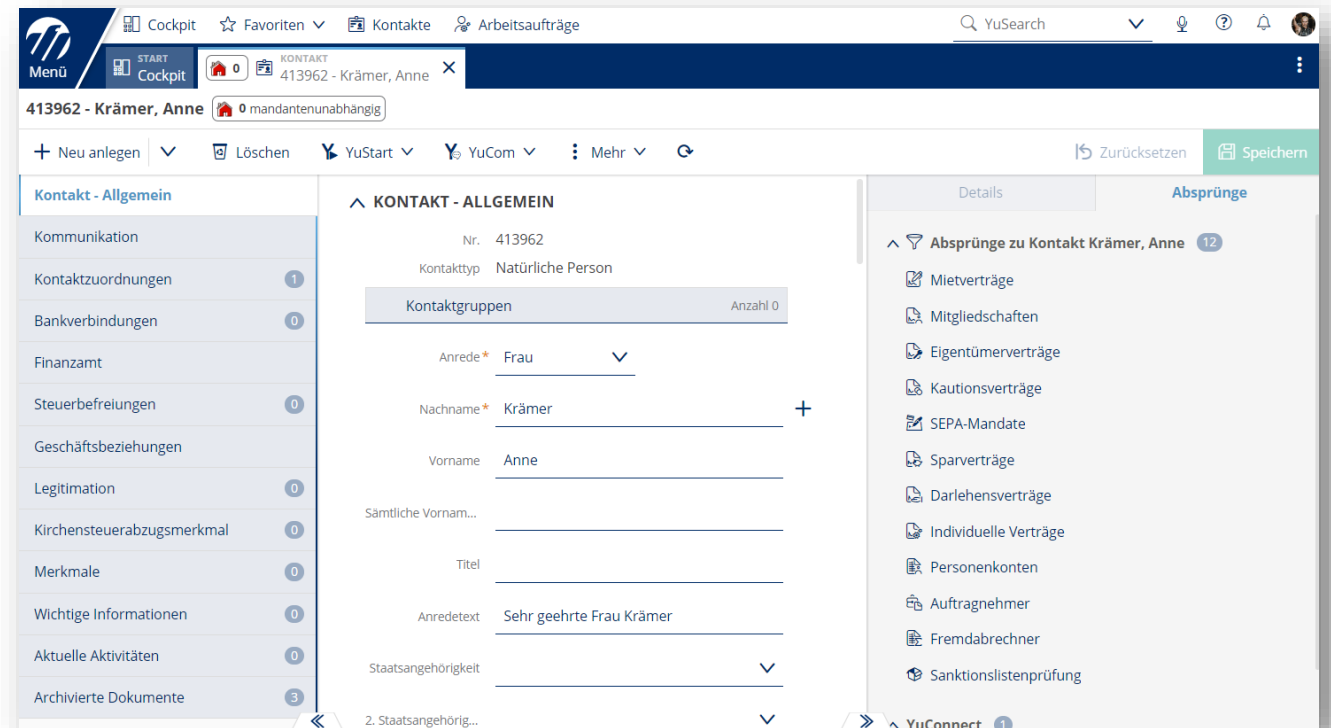 Cockpit Favoriten Kontakte Arbeitsaufträge YuSearch
Menü
START
Cockpit
0
KONTAKT
413962 - Krämer, Anne
413962 - Krämer, Anne 0 mandantenunabhängig
Neu anlegen Löschen YuStart YuCom Mehr Zurücksetzen Speichern
Kontakt - Allgemein
Kommunikation
Kontaktzuordnungen 1
Bankverbindungen 0
Finanzamt
Steuerbefreiungen 0
Geschäftsbeziehungen
Legitimation 0
Kirchensteuerabzugsmerkmal 0
Merkmale 0
Wichtige Informationen 0
Aktuelle Aktivitäten 0
Archivierte Dokumente 3
KONTAKT - ALLGEMEIN
Nr. 413962
Kontakttyp Natürliche Person
Kontaktgruppen Anzahl 0
Anrede* Frau
Nachname* Krämer
Vorname Anne
Sämtliche Vornam...
Titel
Anredetext Sehr geehrte Frau Krämer
Staatsangehörigkeit
2. Staatsangehörig...
Details Absprünge
Absprünge zu Kontakt Krämer, Anne 12
Mietverträge
Mitgliedschaften
Eigentümerverträge
Kautionsverträge
SEPA-Mandate
Sparverträge
Darlehensverträge
Individuelle Verträge
Personenkonten
Auftragnehmer
Fremdabrechner
Sanktionslistenprüfung
YuConnect 1